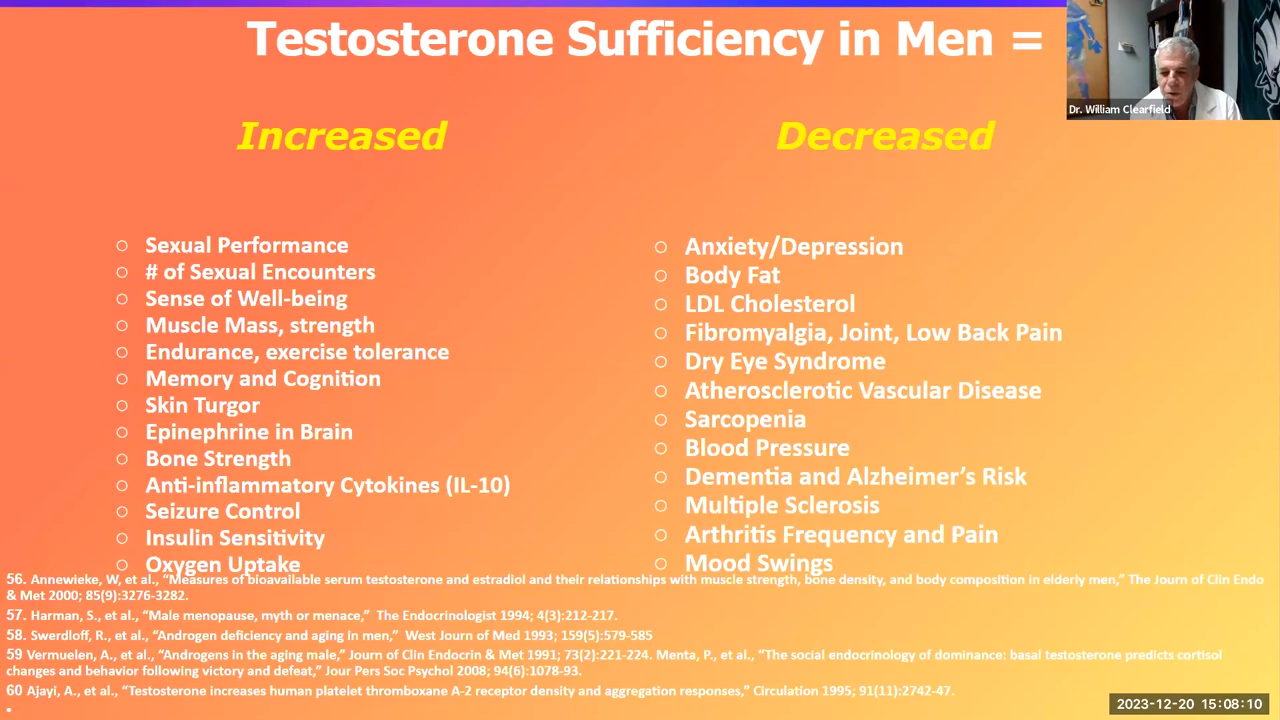 Testosterone Sufficiency in Men =
Dr. William Clearfield
Increased
Decreased
Sexual Performance
# of Sexual Encounters
Sense of Well-being
Muscle Mass, strength
Endurance, exercise tolerance
Memory and Cognition
Skin Turgor
Epinephrine in Brain
Bone Strength
Anti-inflammatory Cytokines (IL-10)
Seizure Control
Insulin Sensitivity
Oxygen Uptake
Anxiety/Depression
Body Fat
LDL Cholesterol
Fibromyalgia, Joint, Low Back Pain
Dry Eye Syndrome
Atherosclerotic Vascular Disease
Sarcopenia
Blood Pressure
Dementia and Alzheimer’s Risk
Multiple Sclerosis
Arthritis Frequency and Pain
Mood Swings
56. Annewieke, W, et al., “Measures of bioavailable serum testosterone and estradiol and their relationships with muscle strength, bone density, and body composition in elderly men,” The Journ of Clin Endo
& Met 2000; 85(9):3276-3282.
57. Harman, S., et al., “Male menopause, myth or menace,” The Endocrinologist 1994; 4(3):212-217.
58. Swerdloff, R., et al., “Androgen deficiency and aging in men,” West Journ of Med 1993; 159(5):579-585
59 Vermuelen, A., et al., “Androgens in the aging male,” Journ of Clin Endocrin & Met 1991; 73(2):221-224. Menta, P., et al., “The social endocrinology of dominance: basal testosterone predicts cortisol
changes and behavior following victory and defeat,” Jour Pers Soc Psychol 2008; 94(6):1078-93.
60 Ajayi, A., et al., “Testosterone increases human platelet thromboxane A-2 receptor density and aggregation responses,” Circulation 1995; 91(11):2742-47.
2023-12-20 15:08:10